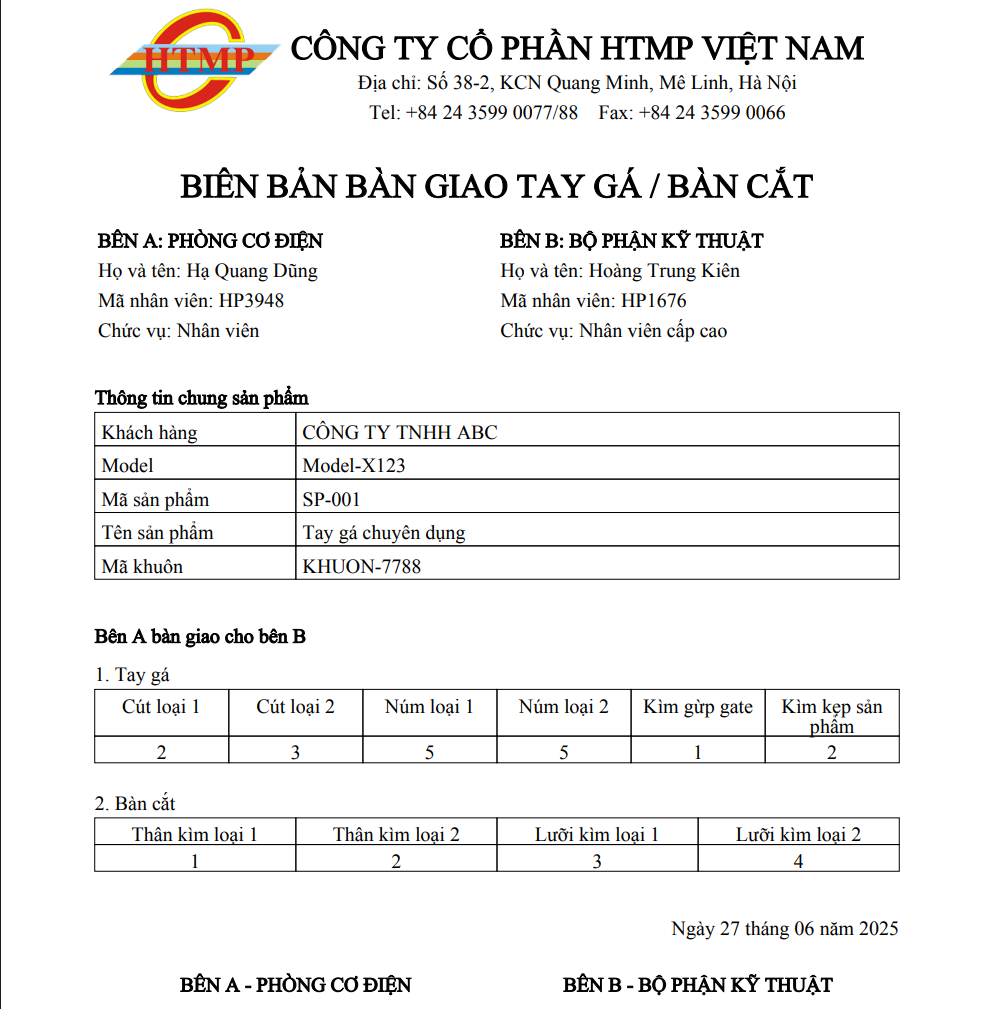 HTMP
CÔNG TY CỔ PHẦN HTMP VIỆT NAM
Địa chỉ: Số 38-2, KCN Quang Minh, Mê Linh, Hà Nội
Tel: +84 24 3599 0077/88 Fax: +84 24 3599 0066
BIÊN BẢN BÀN GIAO TAY GÁ / BÀN CẮT
BÊN A: PHÒNG CƠ ĐIỆN
Họ và tên: Hạ Quang Dũng
Mã nhân viên: HP3948
Chức vụ: Nhân viên
BÊN B: BỘ PHẬN KỸ THUẬT
Họ và tên: Hoàng Trung Kiên
Mã nhân viên: HP1676
Chức vụ: Nhân viên cấp cao
Thông tin chung sản phẩm
Khách hàng CÔNG TY TNHH ABC
Model Model-X123
Mã sản phẩm SP-001
Tên sản phẩm Tay gá chuyên dụng
Mã khuôn KHUON-7788
Bên A bàn giao cho bên B
1. Tay gá
Cút loại 1 Cút loại 2 Núm loại 1 Núm loại 2 Kìm gừp gate Kìm kẹp sản
phẩm
2 3 5 5 1 2
2. Bàn cắt
Thân kìm loại 1 Thân kìm loại 2 Lưỡi kìm loại 1 Lưỡi kìm loại 2
1 2 3 4
Ngày 27 tháng 06 năm 2025
BÊN A - PHÒNG CƠ ĐIỆN BÊN B - BỘ PHẬN KỸ THUẬT